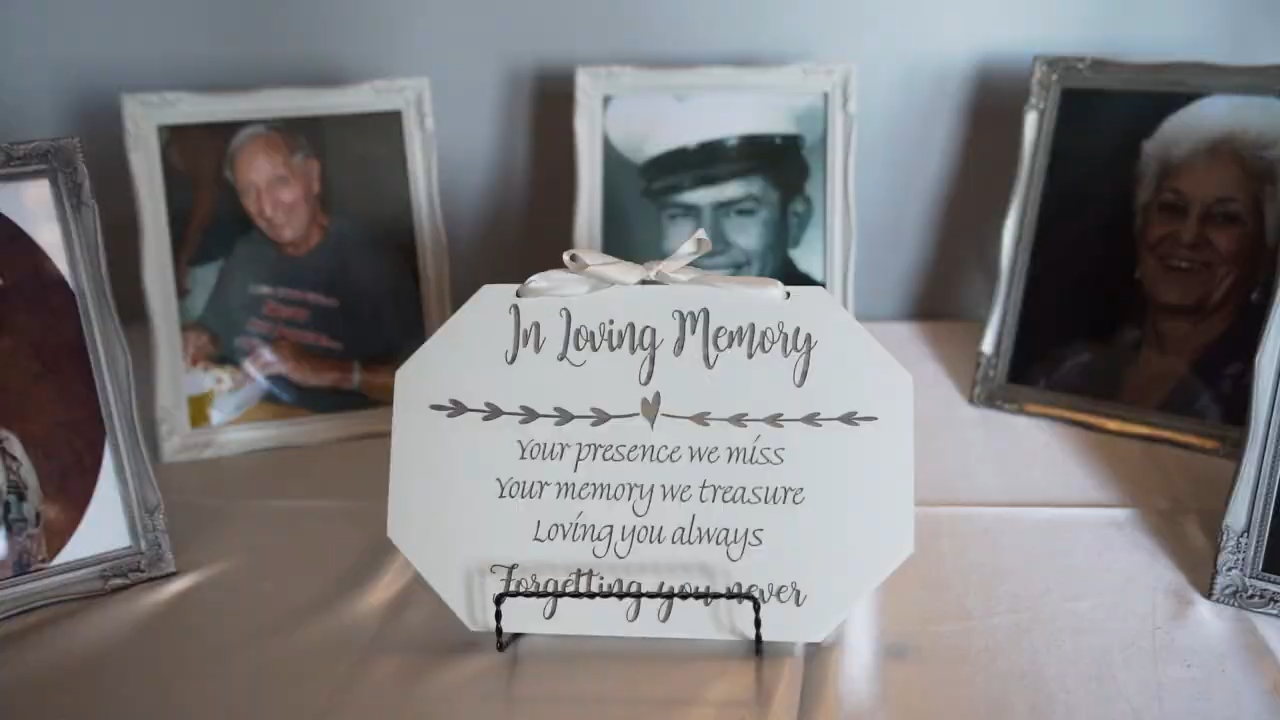 In Loving Memory
Your presence we miss
Your memory we treasure
Loving you always
Forgetting you never